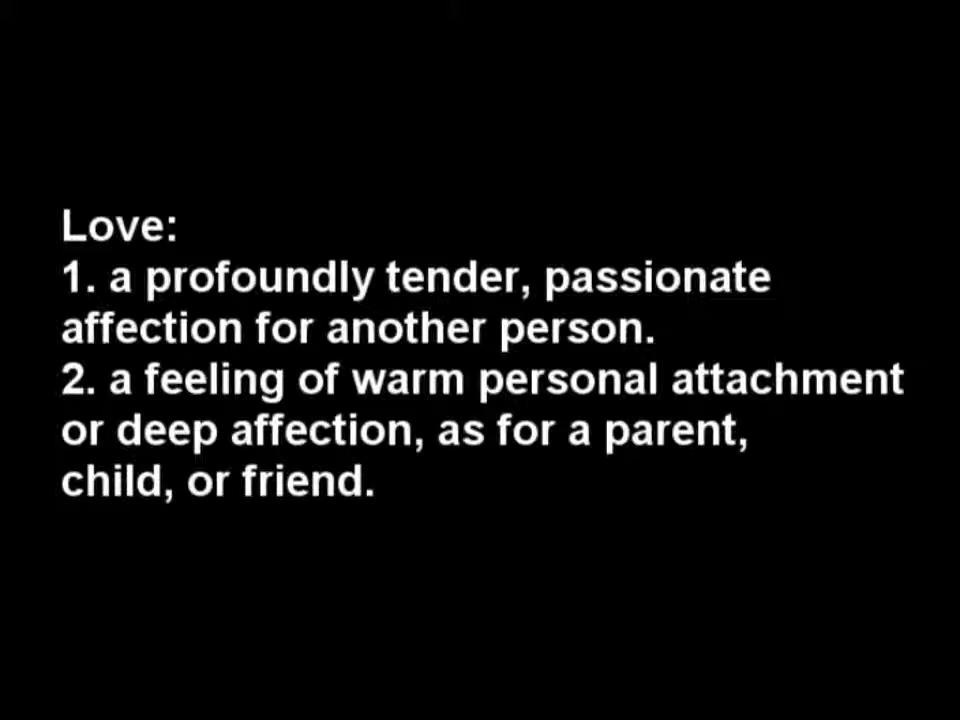 Love:
1. a profoundly tender, passionate
affection for another person.
2. a feeling of warm personal attachment
or deep affection, as for a parent,
child, or friend.